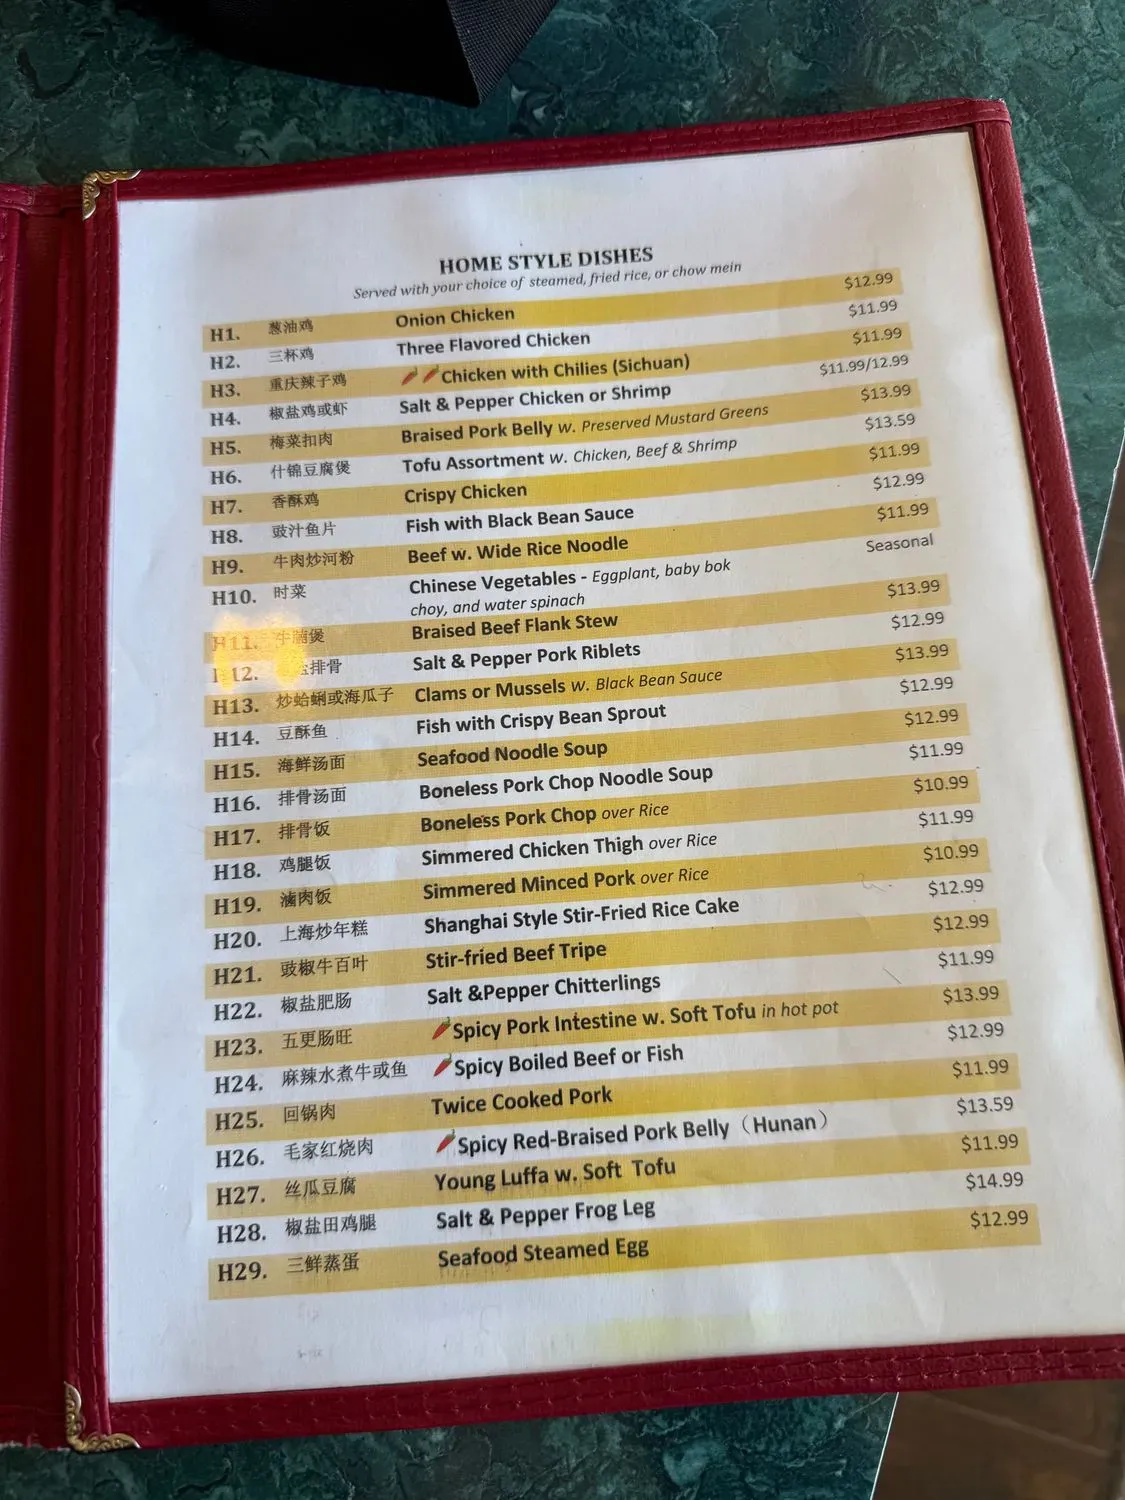 HOME STYLE DISHES
Served with your choice of steamed, fried rice, or chow mein
H1. 葱油鸡 Onion Chicken $12.99
H2. 三杯鸡 Three Flavored Chicken $11.99
H3. 重庆辣子鸡 🌶️🌶️Chicken with Chilies (Sichuan) $11.99
H4. 椒盐鸡或虾 Salt & Pepper Chicken or Shrimp $11.99/12.99
H5. 梅菜扣肉 Braised Pork Belly w. Preserved Mustard Greens $13.99
H6. 什锦豆腐煲 Tofu Assortment w. Chicken, Beef & Shrimp $13.59
H7. 香酥鸡 Crispy Chicken $11.99
H8. 豉汁鱼片 Fish with Black Bean Sauce $12.99
H9. 牛肉炒河粉 Beef w. Wide Rice Noodle $11.99
H10. 时菜 Chinese Vegetables - Eggplant, baby bok Seasonal
choy, and water spinach
H11. 牛腩煲 Braised Beef Flank Stew $13.99
12. 排骨 Salt & Pepper Pork Riblets $12.99
H13. 炒蛤蜊或海瓜子 Clams or Mussels w. Black Bean Sauce $13.99
H14. 豆酥鱼 Fish with Crispy Bean Sprout $12.99
H15. 海鲜汤面 Seafood Noodle Soup $12.99
H16. 排骨汤面 Boneless Pork Chop Noodle Soup $11.99
H17. 排骨饭 Boneless Pork Chop over Rice $10.99
H18. 鸡腿饭 Simmered Chicken Thigh over Rice $11.99
H19. 滷肉饭 Simmered Minced Pork over Rice $10.99
H20. 上海炒年糕 Shanghai Style Stir-Fried Rice Cake $12.99
H21. 豉椒牛百叶 Stir-fried Beef Tripe $12.99
H22. 椒盐肥肠 Salt &Pepper Chitterlings $11.99
H23. 五更肠旺 🌶️Spicy Pork Intestine w. Soft Tofu in hot pot $13.99
H24. 麻辣水煮牛或鱼 🌶️Spicy Boiled Beef or Fish $12.99
H25. 回锅肉 Twice Cooked Pork $11.99
H26. 毛家红烧肉 🌶️Spicy Red-Braised Pork Belly（Hunan） $13.59
H27. 丝瓜豆腐 Young Luffa w. Soft Tofu $11.99
H28. 椒盐田鸡腿 Salt & Pepper Frog Leg $14.99
H29. 三鲜蒸蛋 Seafood Steamed Egg $12.99